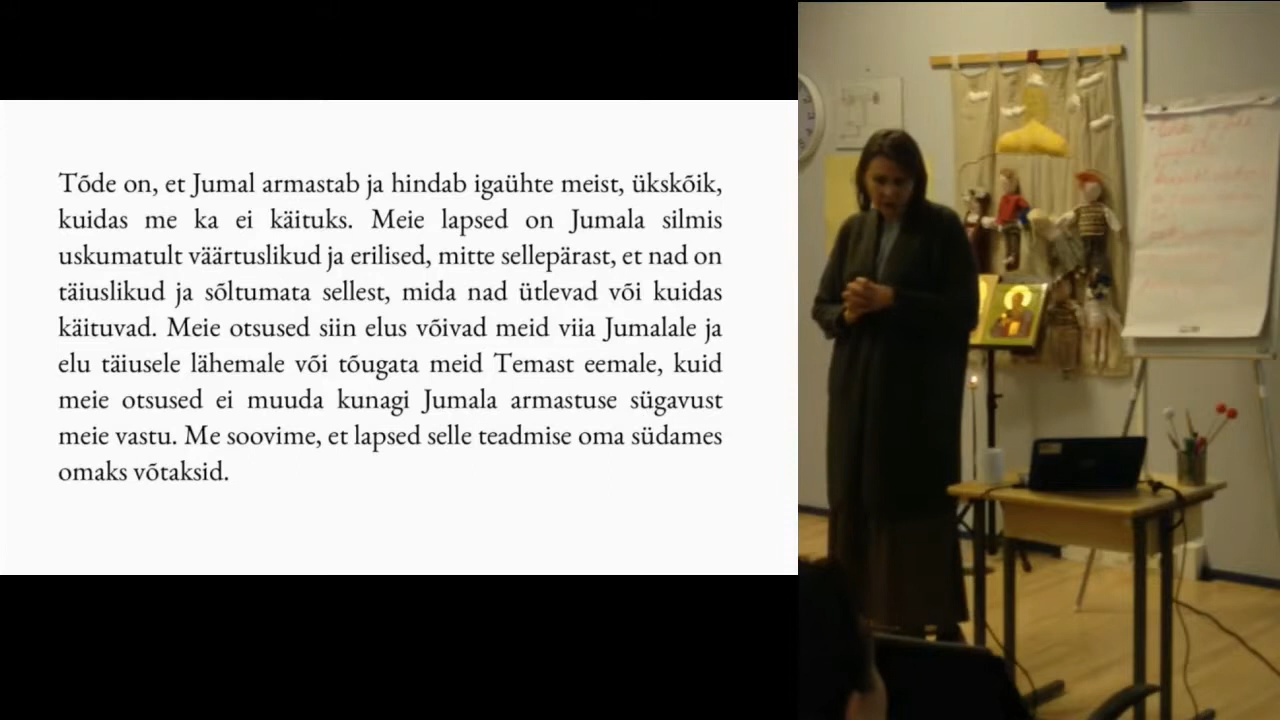 Tõde on, et Jumal armastab ja hindab igaühte meist, ükskõik,
kuidas me ka ei käituks. Meie lapsed on Jumala silmis
uskumatult väärtuslikud ja erilised, mitte sellepärast, et nad on
täiuslikud ja sõltumata sellest, mida nad ütlevad või kuidas
käituvad. Meie otsused siin elus võivad meid viia Jumalale ja
elu täiusele lähemale või tõugata meid Temast eemale, kuid
meie otsused ei muuda kunagi Jumala armastuse sügavust
meie vastu. Me soovime, et lapsed selle teadmise oma südames
omaks võtaksid.